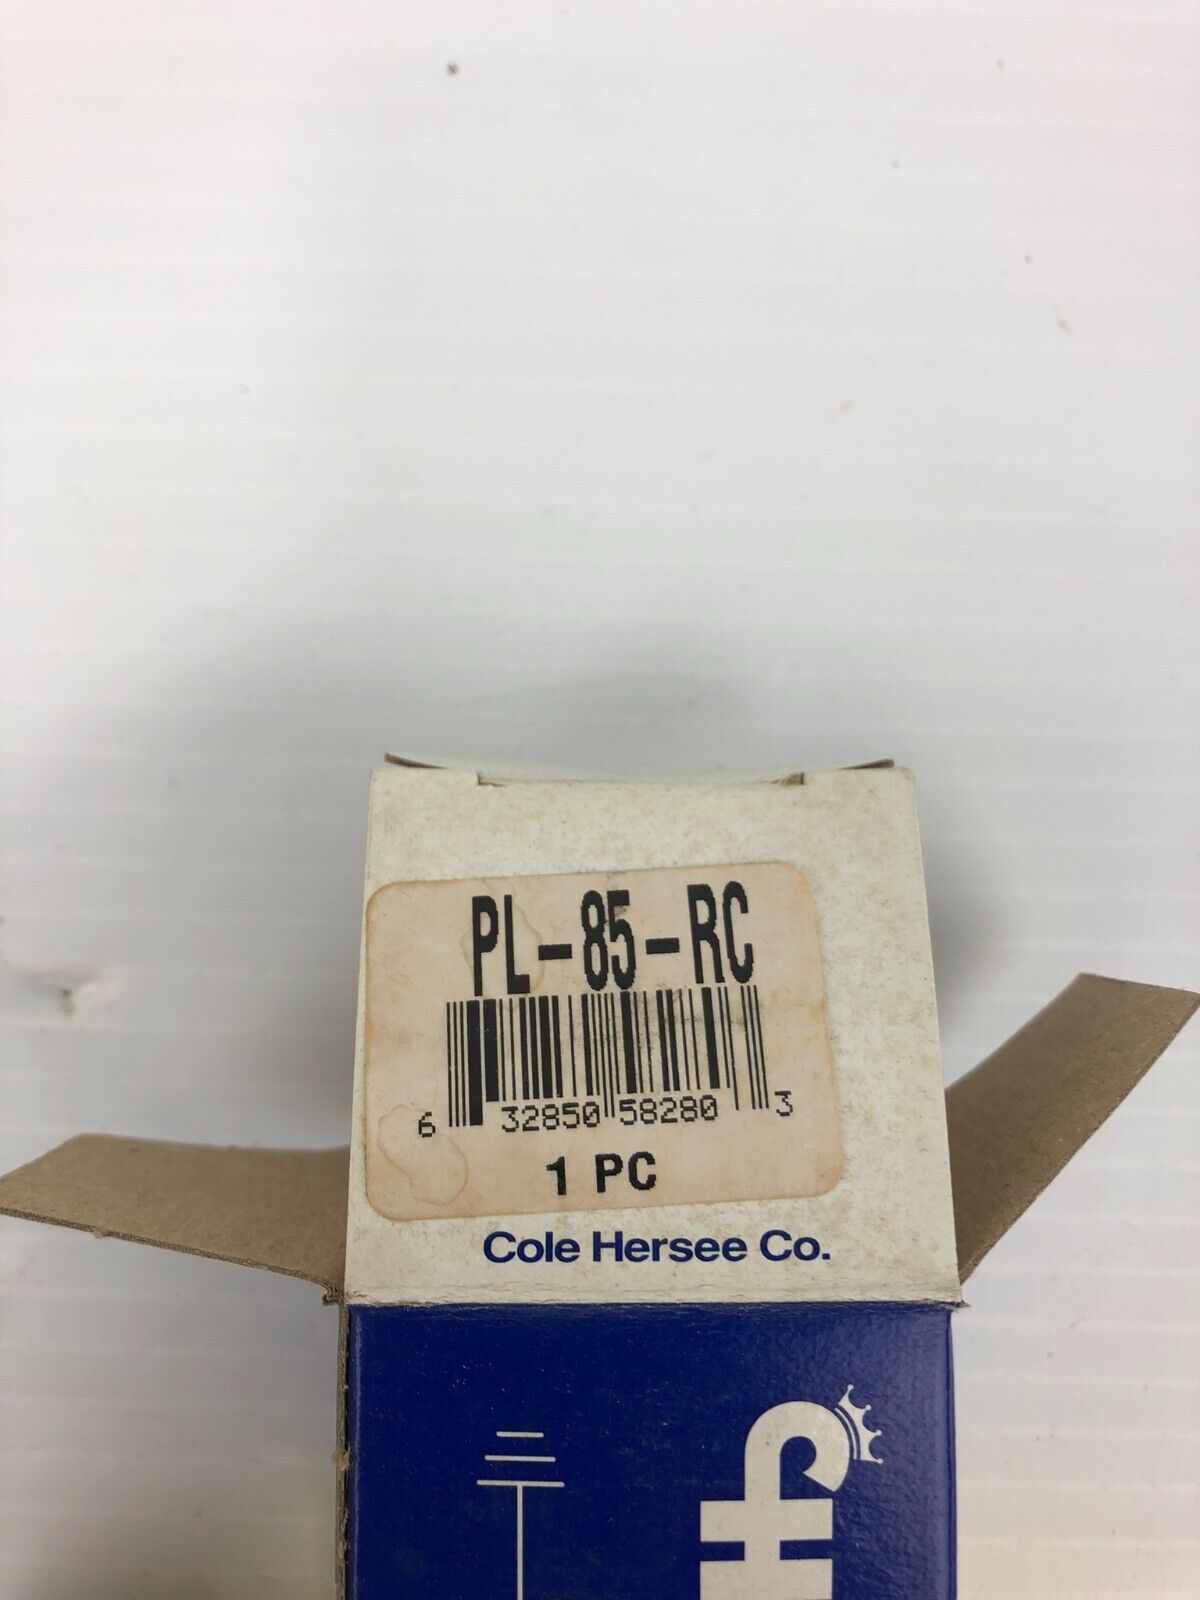 PL-85-RC
6 32850 58280 3
1 PC
Cole Hersee Co.